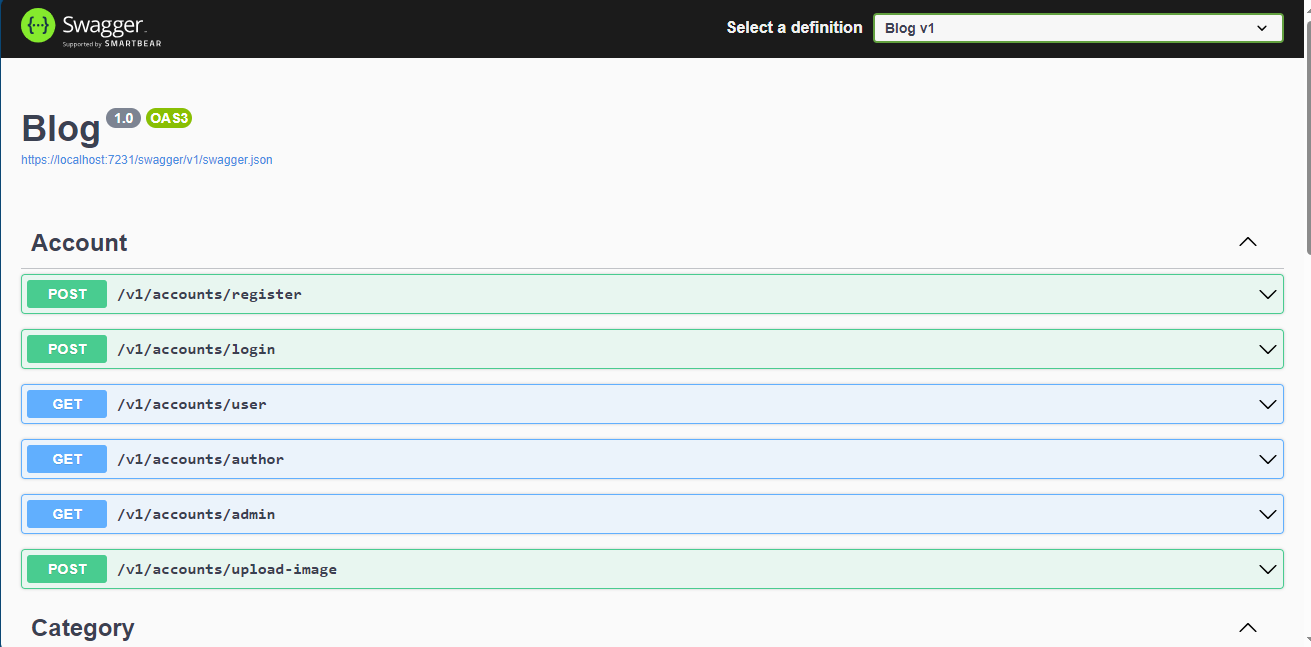 Swagger
Supported by SMARTBEAR
Select a definition
Blog v1
Blog 1.0 OAS3
https://localhost:7231/swagger/v1/swagger.json
Account
POST /v1/accounts/register
POST /v1/accounts/login
GET /v1/accounts/user
GET /v1/accounts/author
GET /v1/accounts/admin
POST /v1/accounts/upload-image
Category